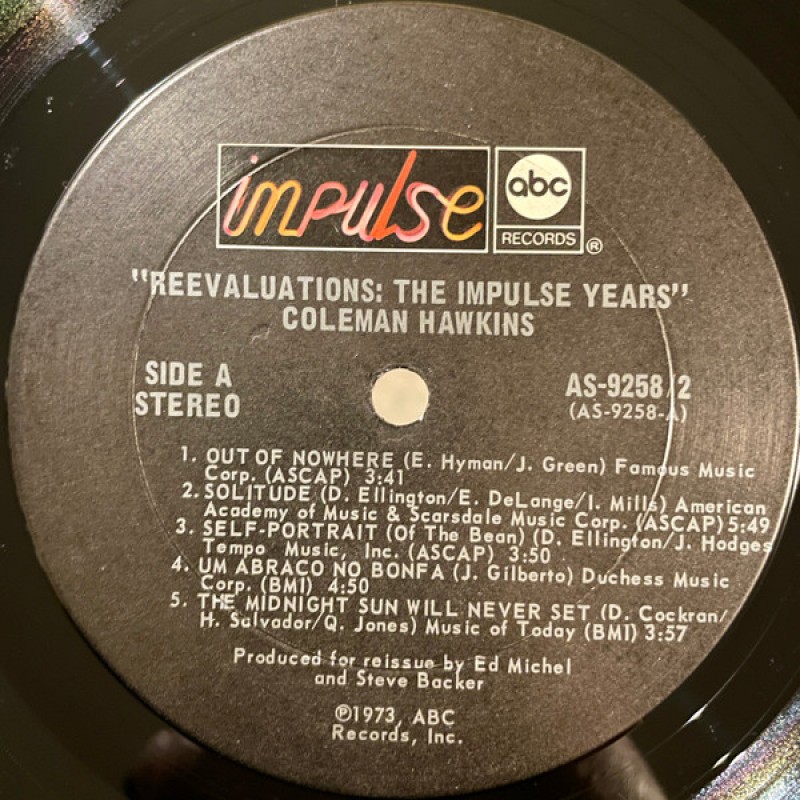 impulse
abc
RECORDS ®
"REEVALUATIONS: THE IMPULSE YEARS"
COLEMAN HAWKINS
SIDE A
STEREO
AS-9258/2
(AS-9258-A)
1. OUT OF NOWHERE (E. Hyman/J. Green) Famous Music
Corp. (ASCAP) 3:41
2. SOLITUDE (D. Ellington/E. DeLange/I. Mills) American
Academy of Music & Scarsdale Music Corp. (ASCAP) 5:49
3. SELF-PORTRAIT (Of The Bean) (D. Ellington/J. Hodges
Tempo Music, Inc. (ASCAP) 3:50
4. UM ABRACO NO BONFA (J. Gilberto) Duchess Music
Corp. (BMI) 4:50
5. THE MIDNIGHT SUN WILL NEVER SET (D. Cockran/
H. Salvador/Q. Jones) Music of Today (BMI) 3:57
Produced for reissue by Ed Michel
and Steve Backer
℗1973, ABC
Records, Inc.